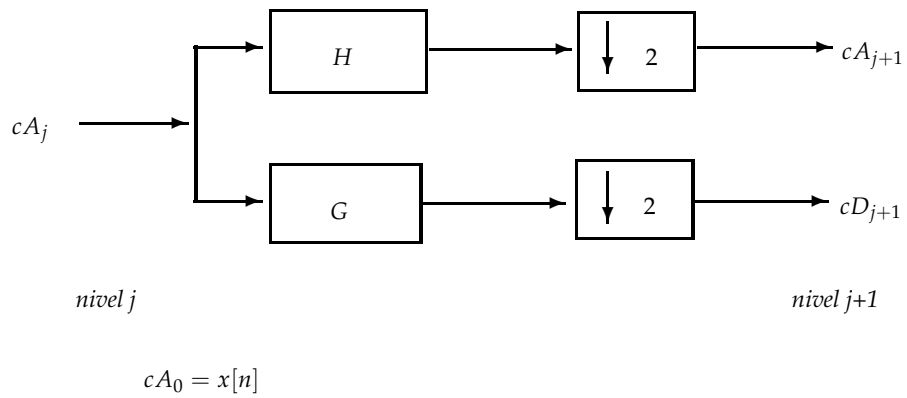 H
2
cA_{j+1}
cA_j
G
2
cD_{j+1}
nivel j
nivel j+1
cA_0 = x[n]